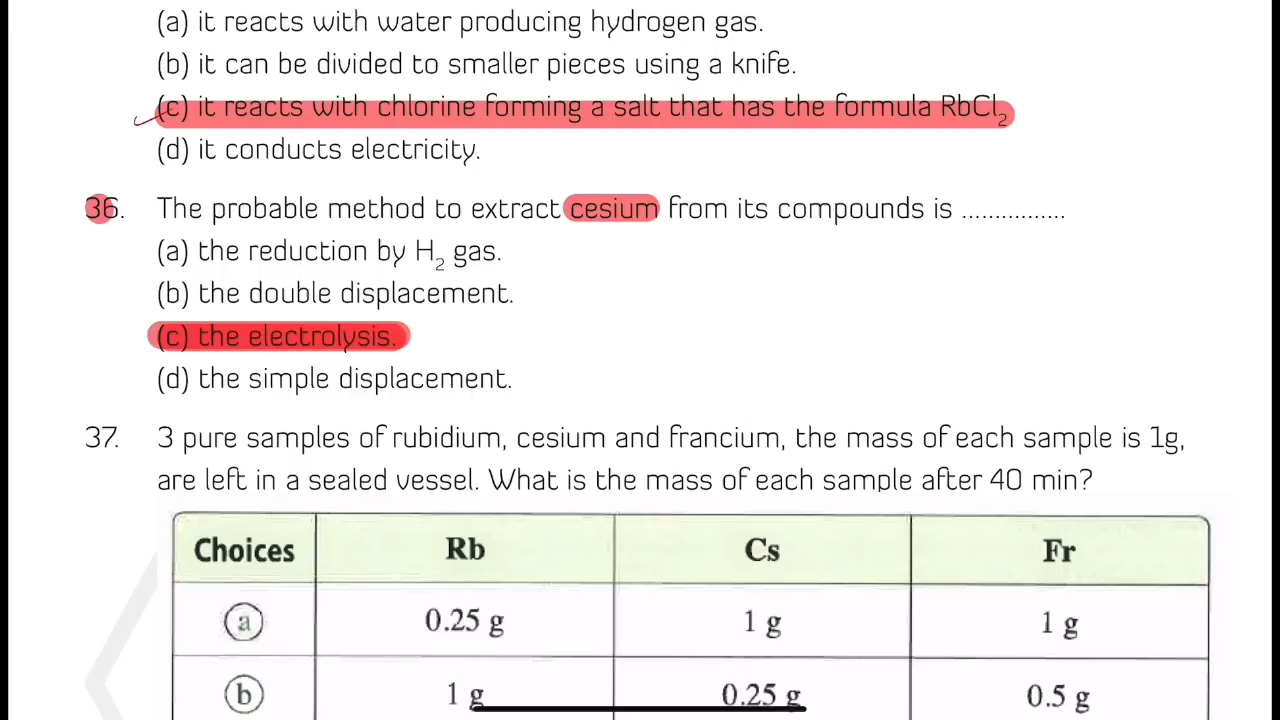 (a) it reacts with water producing hydrogen gas.
(b) it can be divided to smaller pieces using a knife.
(c) it reacts with chlorine forming a salt that has the formula RbCl₂
(d) it conducts electricity.
36. The probable method to extract cesium from its compounds is ................
(a) the reduction by H₂ gas.
(b) the double displacement.
(c) the electrolysis.
(d) the simple displacement.
37. 3 pure samples of rubidium, cesium and francium, the mass of each sample is 1g,
are left in a sealed vessel. What is the mass of each sample after 40 min?
Choices Rb Cs Fr
a 0.25 g 1 g 1 g
b 1 g 0.25 g 0.5 g